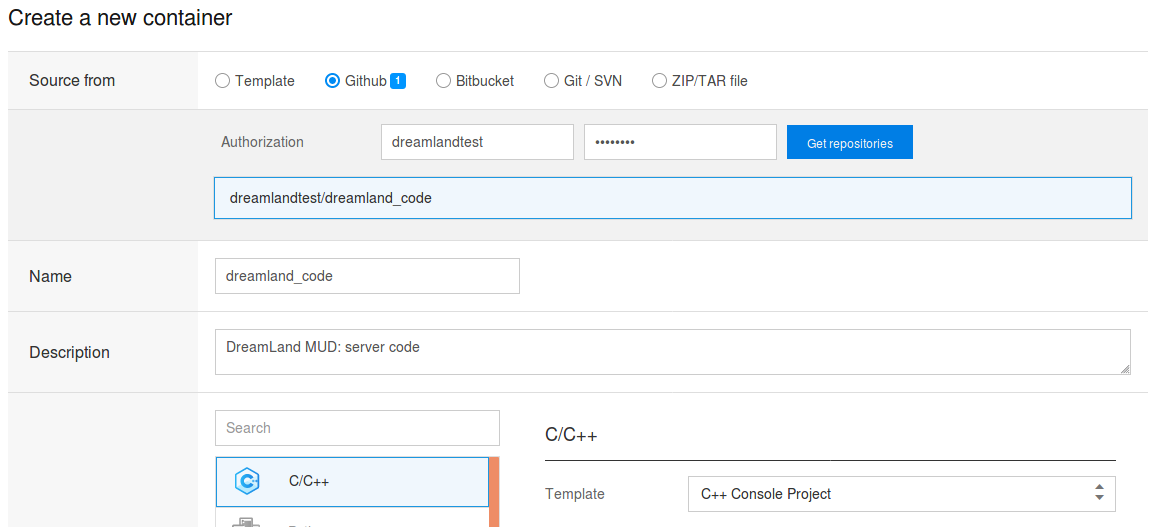 Create a new container
Source from
Template
Github 1
Bitbucket
Git / SVN
ZIP/TAR file
Authorization
dreamlandtest
••••••••
Get repositories
dreamlandtest/dreamland_code
Name
dreamland_code
Description
DreamLand MUD: server code
Search
C/C++
C/C++
Template
C++ Console Project